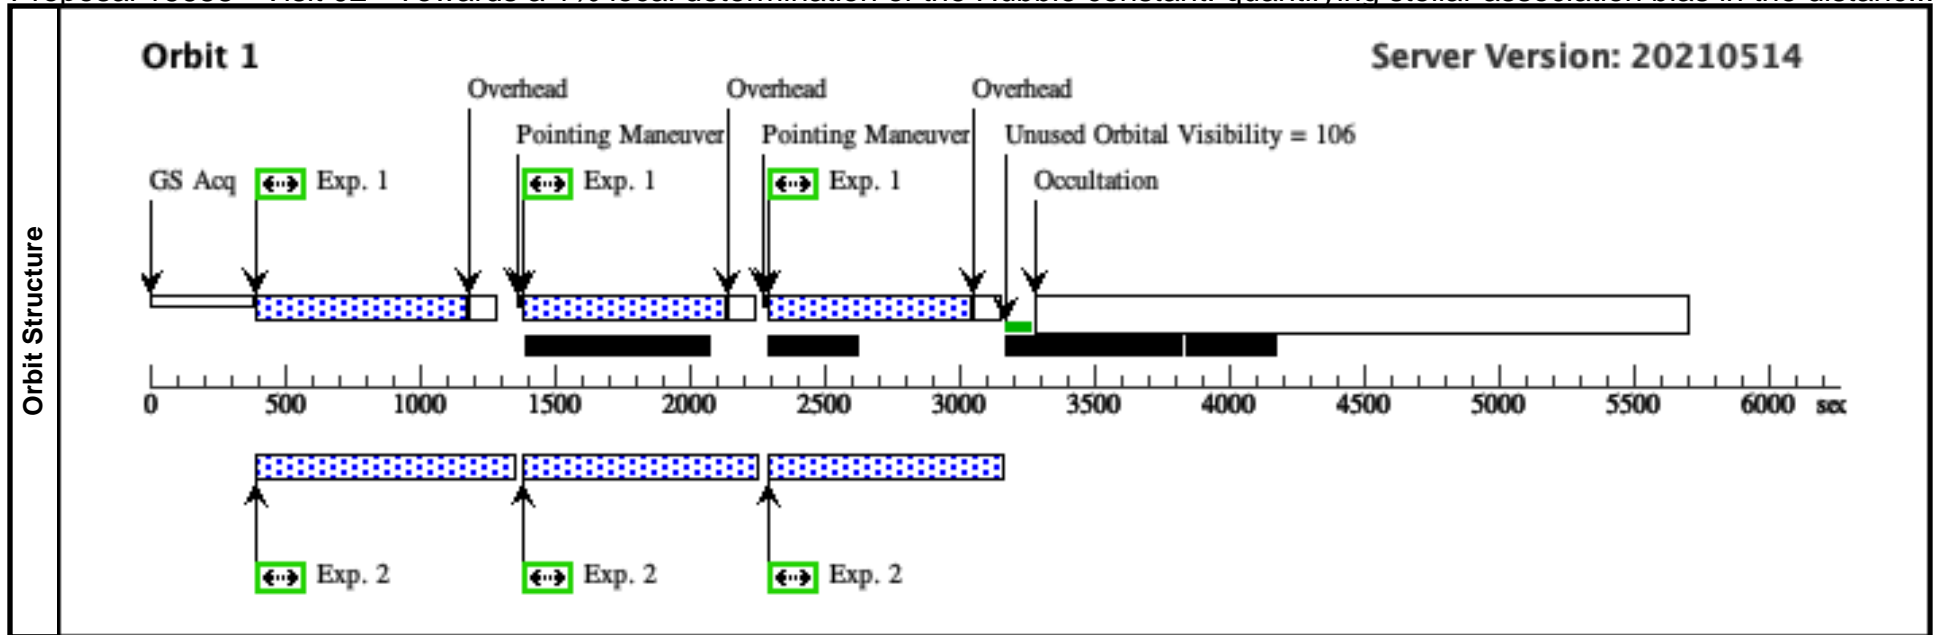 Orbit 1
Server Version: 20210514
Overhead Overhead Overhead
Pointing Maneuver Pointing Maneuver Unused Orbital Visibility = 106
GS Acq Exp. 1 Exp. 1 Exp. 1 Occultation
Orbit Structure
0 500 1000 1500 2000 2500 3000 3500 4000 4500 5000 5500 6000 sec
Exp. 2 Exp. 2 Exp. 2